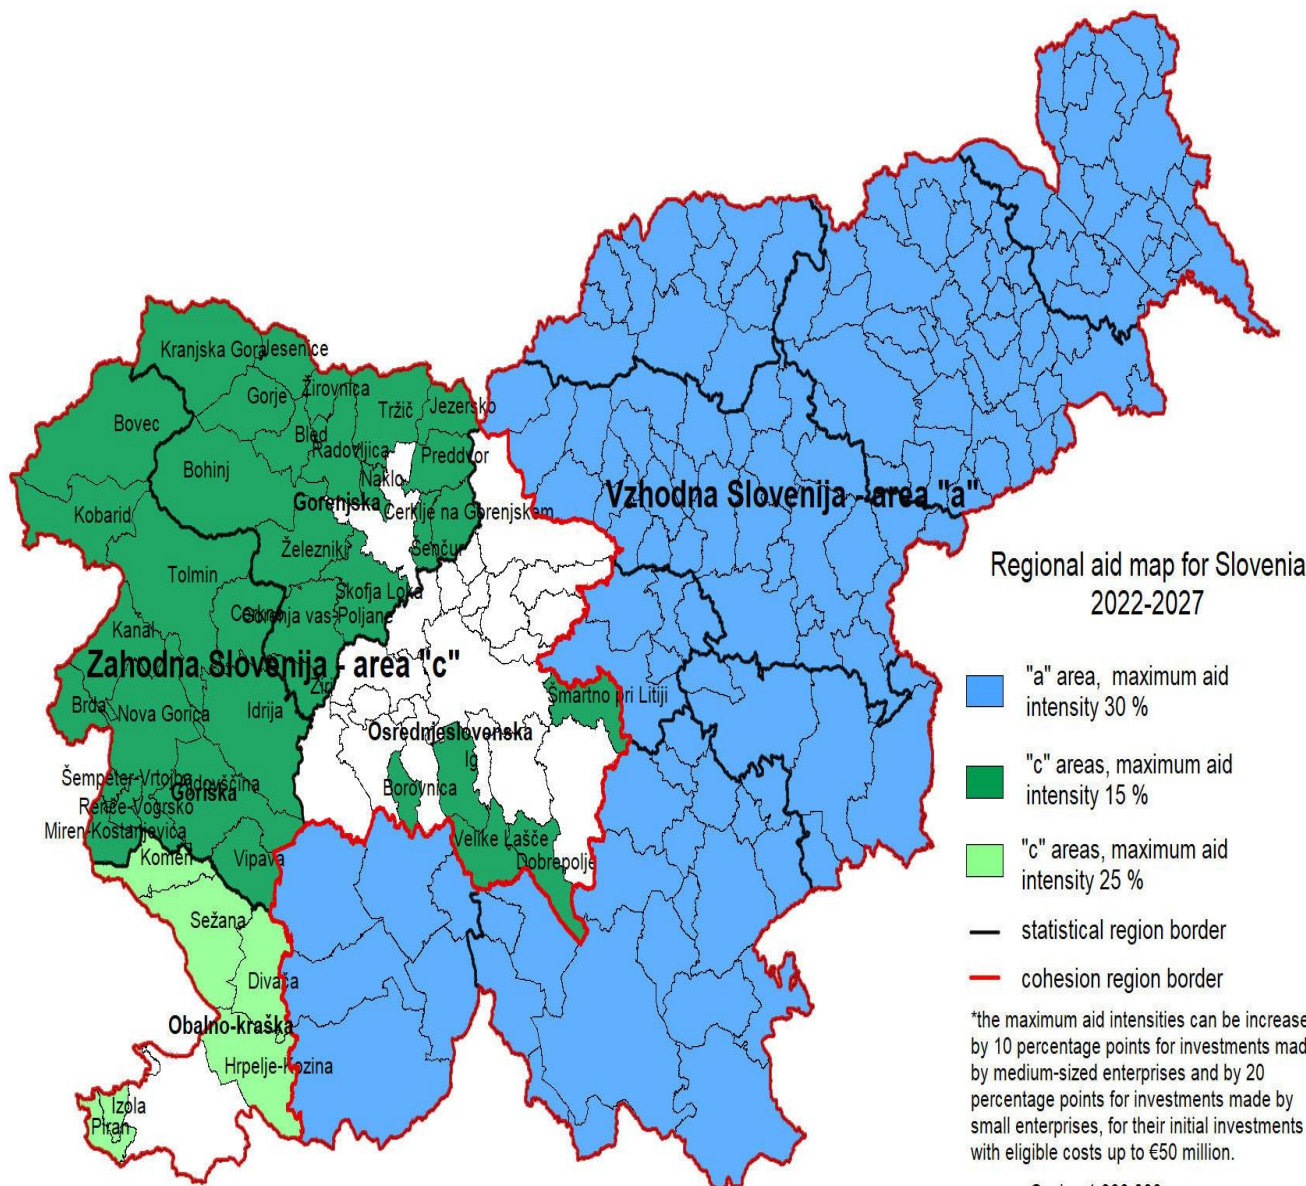 Kranjska Gora
Jesenice
Gorje
Žirovnica
Tržič
Jezersko
Bovec
Bled
Radovljica
Preddvor
Bohinj
Naklo
Gorenjska
Cerklje na Gorenjskem
Vzhodna Slovenija - area "a"
Kobarid
Železniki
Šenčur
Tolmin
Škofja Loka
Cerkno
Gorenja vas-Poljane
Kanal
Zahodna Slovenija - area "c"
Žiri
Šmartno pri Litiji
Brda
Nova Gorica
Idrija
Osrednjeslovenska
Ig
Šempeter-Vrtojba
Ajdovščina
Goriška
Borovnica
Renče-Vogrsko
Miren-Kostanjevica
Velike Lašče
Komen
Vipava
Dobrepolje
Sežana
Divača
Obalno-kraška
Hrpelje-Kozina
Izola
Piran
Regional aid map for Slovenia
2022-2027
"a" area, maximum aid
intensity 30 %
"c" areas, maximum aid
intensity 15 %
"c" areas, maximum aid
intensity 25 %
statistical region border
cohesion region border
*the maximum aid intensities can be increase
by 10 percentage points for investments mad
by medium-sized enterprises and by 20
percentage points for investments made by
small enterprises, for their initial investments
with eligible costs up to €50 million.